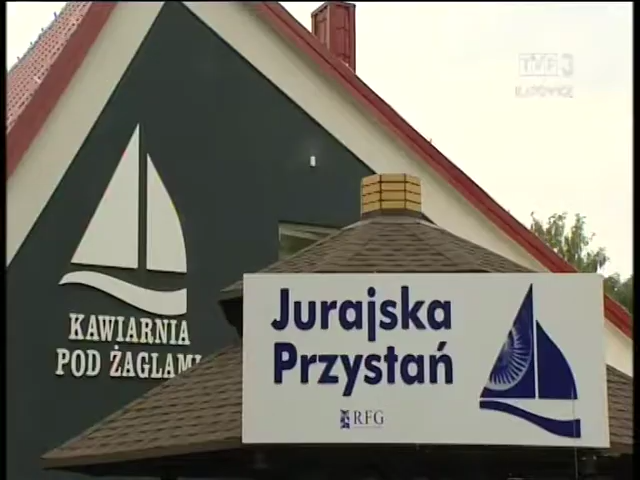 TVP3
KATOWICE
KAWIARNIA
POD ŻAGLAMI
Jurajska
Przystań
RFG